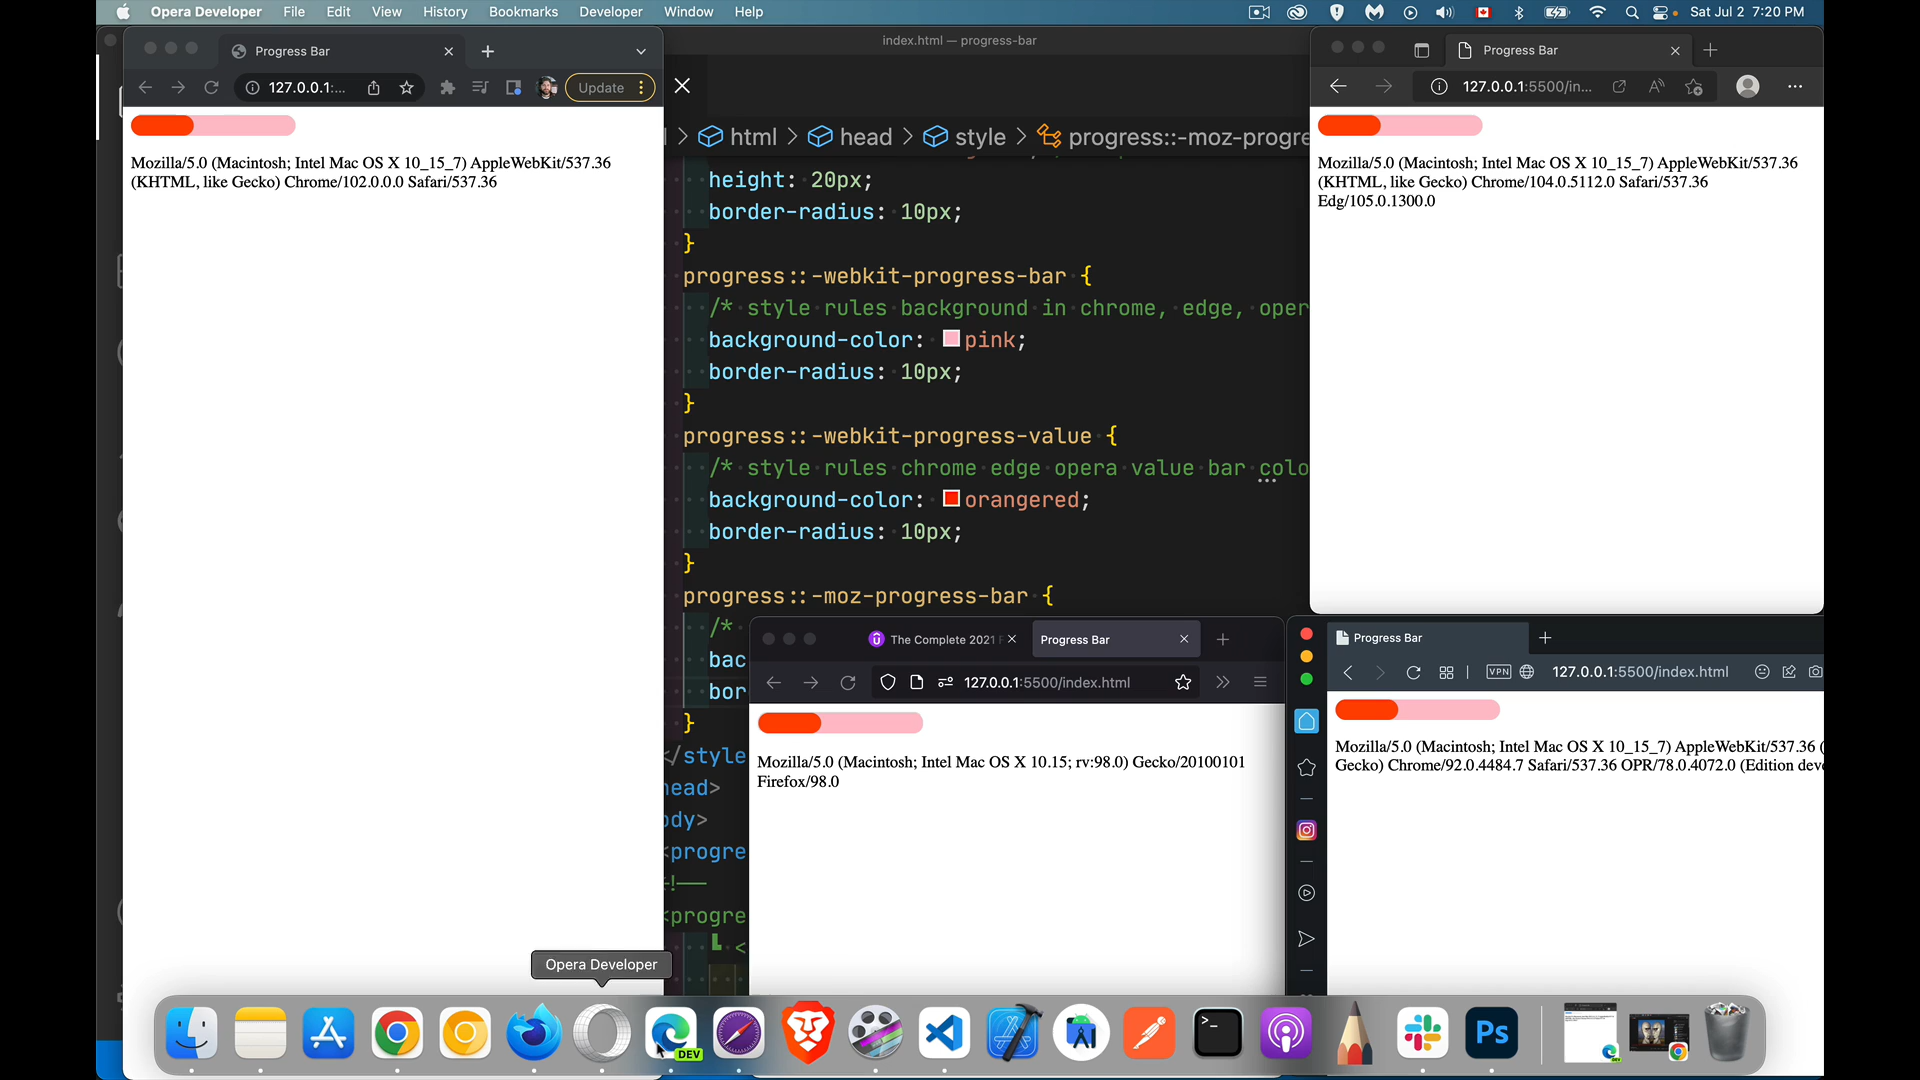 Opera Developer File Edit View History Bookmarks Developer Window Help
Sat Jul 2 7:20 PM
index.html — progress-bar
Progress Bar
127.0.0.1:...
Update
Mozilla/5.0 (Macintosh; Intel Mac OS X 10_15_7) AppleWebKit/537.36
(KHTML, like Gecko) Chrome/102.0.0.0 Safari/537.36
html > head > style > progress::-moz-progre
height: 20px;
border-radius: 10px;
}
progress::-webkit-progress-bar {
/* style rules background in chrome, edge, oper
background-color: pink;
border-radius: 10px;
}
progress::-webkit-progress-value {
/* style rules chrome edge opera value bar colo
background-color: orangered;
border-radius: 10px;
}
progress::-moz-progress-bar {
/*
bac
bor
}
</style
head>
ody>
<progre
!--
<progre
<
Progress Bar
127.0.0.1:5500/in...
Mozilla/5.0 (Macintosh; Intel Mac OS X 10_15_7) AppleWebKit/537.36
(KHTML, like Gecko) Chrome/104.0.5112.0 Safari/537.36
Edg/105.0.1300.0
The Complete 2021 F
Progress Bar
127.0.0.1:5500/index.html
Mozilla/5.0 (Macintosh; Intel Mac OS X 10.15; rv:98.0) Gecko/20100101
Firefox/98.0
Progress Bar
VPN
127.0.0.1:5500/index.html
Mozilla/5.0 (Macintosh; Intel Mac OS X 10_15_7) AppleWebKit/537.36 (
Gecko) Chrome/92.0.4484.7 Safari/537.36 OPR/78.0.4072.0 (Edition deve
Opera Developer
DEV
Ps